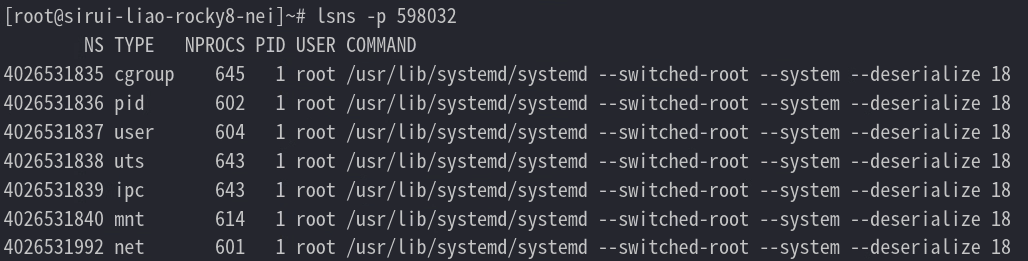 [root@sirui-liao-rocky8-nei]~# lsns -p 598032
NS TYPE NPROCS PID USER COMMAND
4026531835 cgroup 645 1 root /usr/lib/systemd/systemd --switched-root --system --deserialize 18
4026531836 pid 602 1 root /usr/lib/systemd/systemd --switched-root --system --deserialize 18
4026531837 user 604 1 root /usr/lib/systemd/systemd --switched-root --system --deserialize 18
4026531838 uts 643 1 root /usr/lib/systemd/systemd --switched-root --system --deserialize 18
4026531839 ipc 643 1 root /usr/lib/systemd/systemd --switched-root --system --deserialize 18
4026531840 mnt 614 1 root /usr/lib/systemd/systemd --switched-root --system --deserialize 18
4026531992 net 601 1 root /usr/lib/systemd/systemd --switched-root --system --deserialize 18